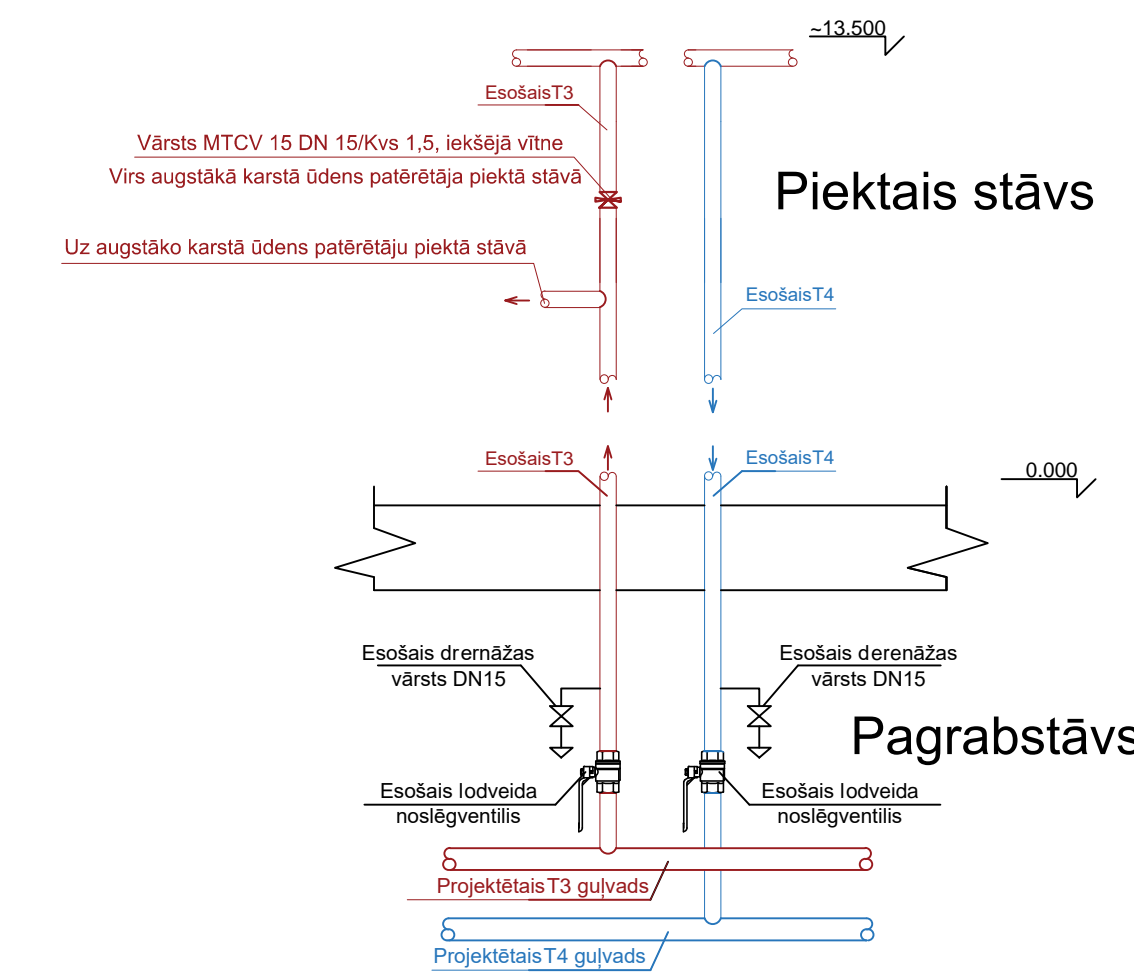 ~13.500
EsošaisT3
Vārsts MTCV 15 DN 15/Kvs 1,5, iekšējā vītne
Virs augstākā karstā ūdens patērētāja piektā stāvā
Piektais stāvs
Uz augstāko karstā ūdens patērētāju piektā stāvā
EsošaisT4
EsošaisT3
EsošaisT4
0.000
Esošais drernāžas
vārsts DN15
Esošais derenāžas
vārsts DN15
Pagrabstāvs
Esošais lodveida
noslēgventilis
Esošais lodveida
noslēgventilis
ProjektētaisT3 guļvads
ProjektētaisT4 guļvads